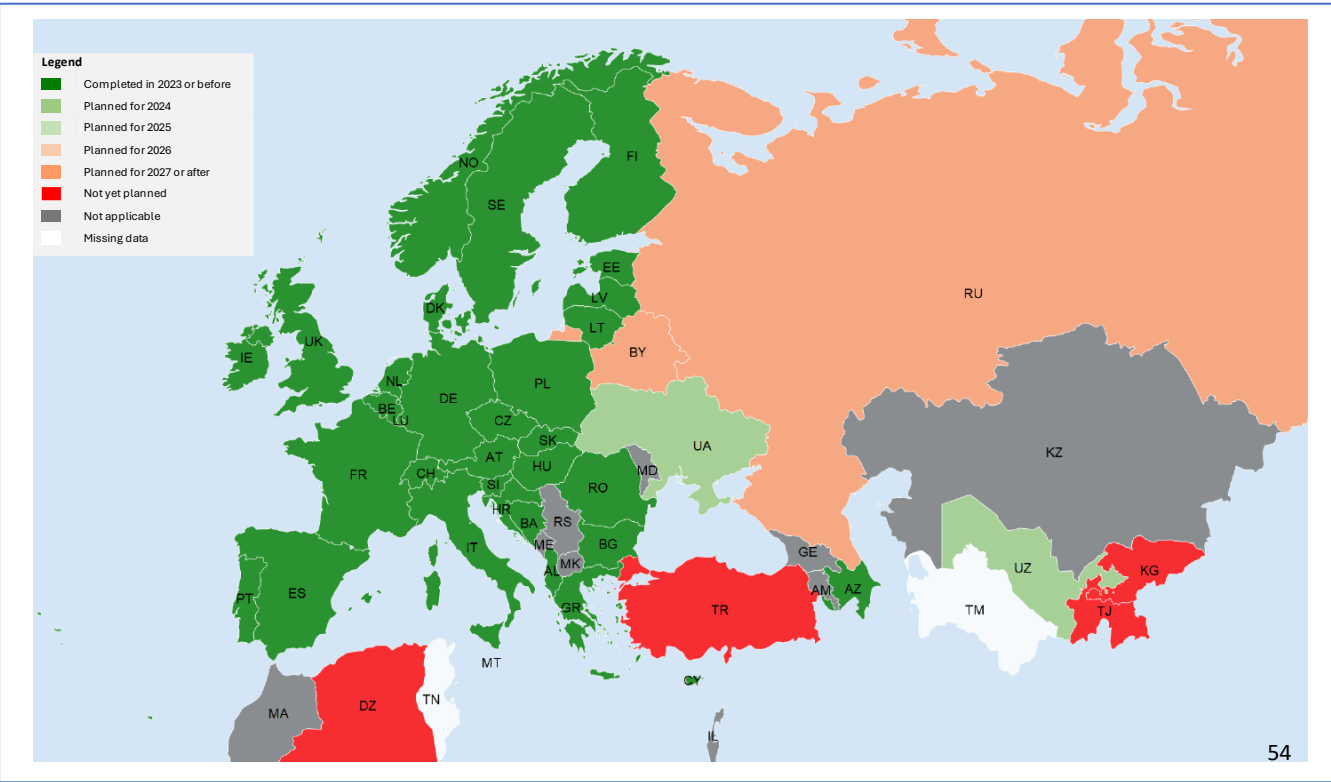 Legend
Completed in 2023 or before
Planned for 2024
Planned for 2025
Planned for 2026
Planned for 2027 or after
Not yet planned
Not applicable
Missing data
NO
FI
SE
EE
RU
LV
DK
LT
UK
IE
BY
NL
PL
DE
BE
LU
CZ
SK
UA
KZ
AT
HU
MD
FR
CH
SI
RO
HR
BA
RS
IT
ME
BG
GE
MK
AL
UZ
KG
ES
PT
AM
AZ
GR
TR
TM
TJ
MT
CY
TN
DZ
MA
IL
54